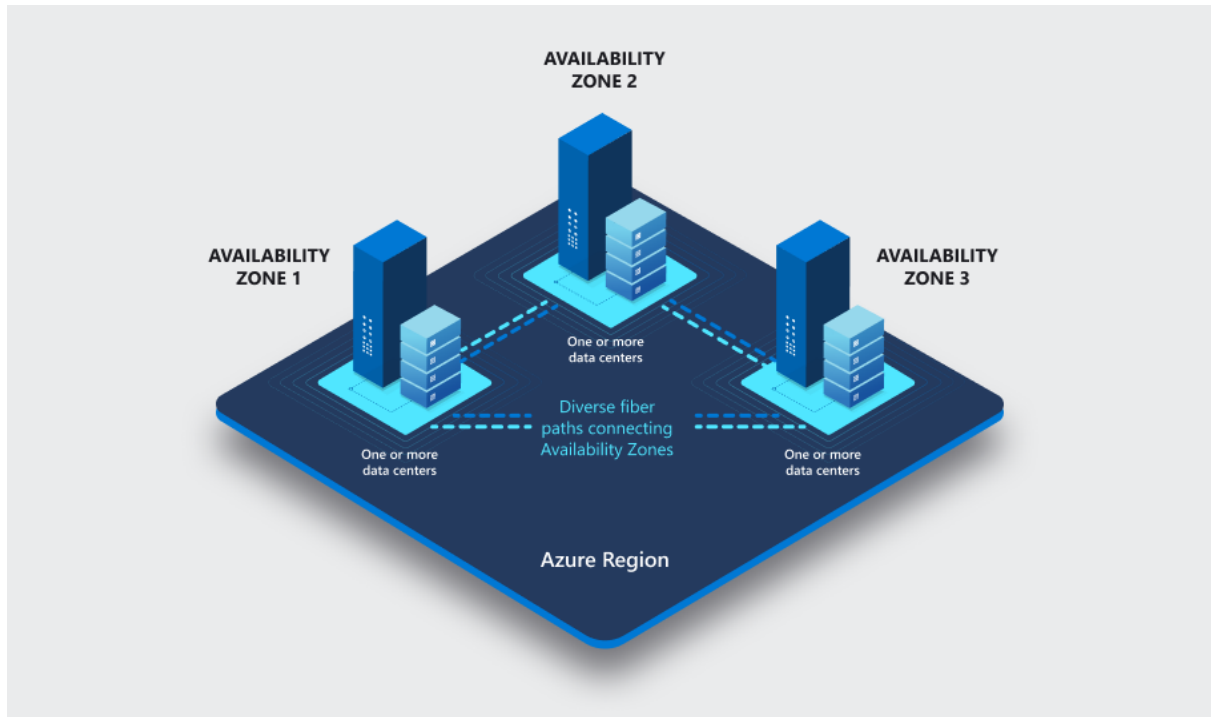 AVAILABILITY
ZONE 2
AVAILABILITY
ZONE 1
AVAILABILITY
ZONE 3
One or more
data centers
Diverse fiber
paths connecting
Availability Zones
One or more
data centers
One or more
data centers
Azure Region